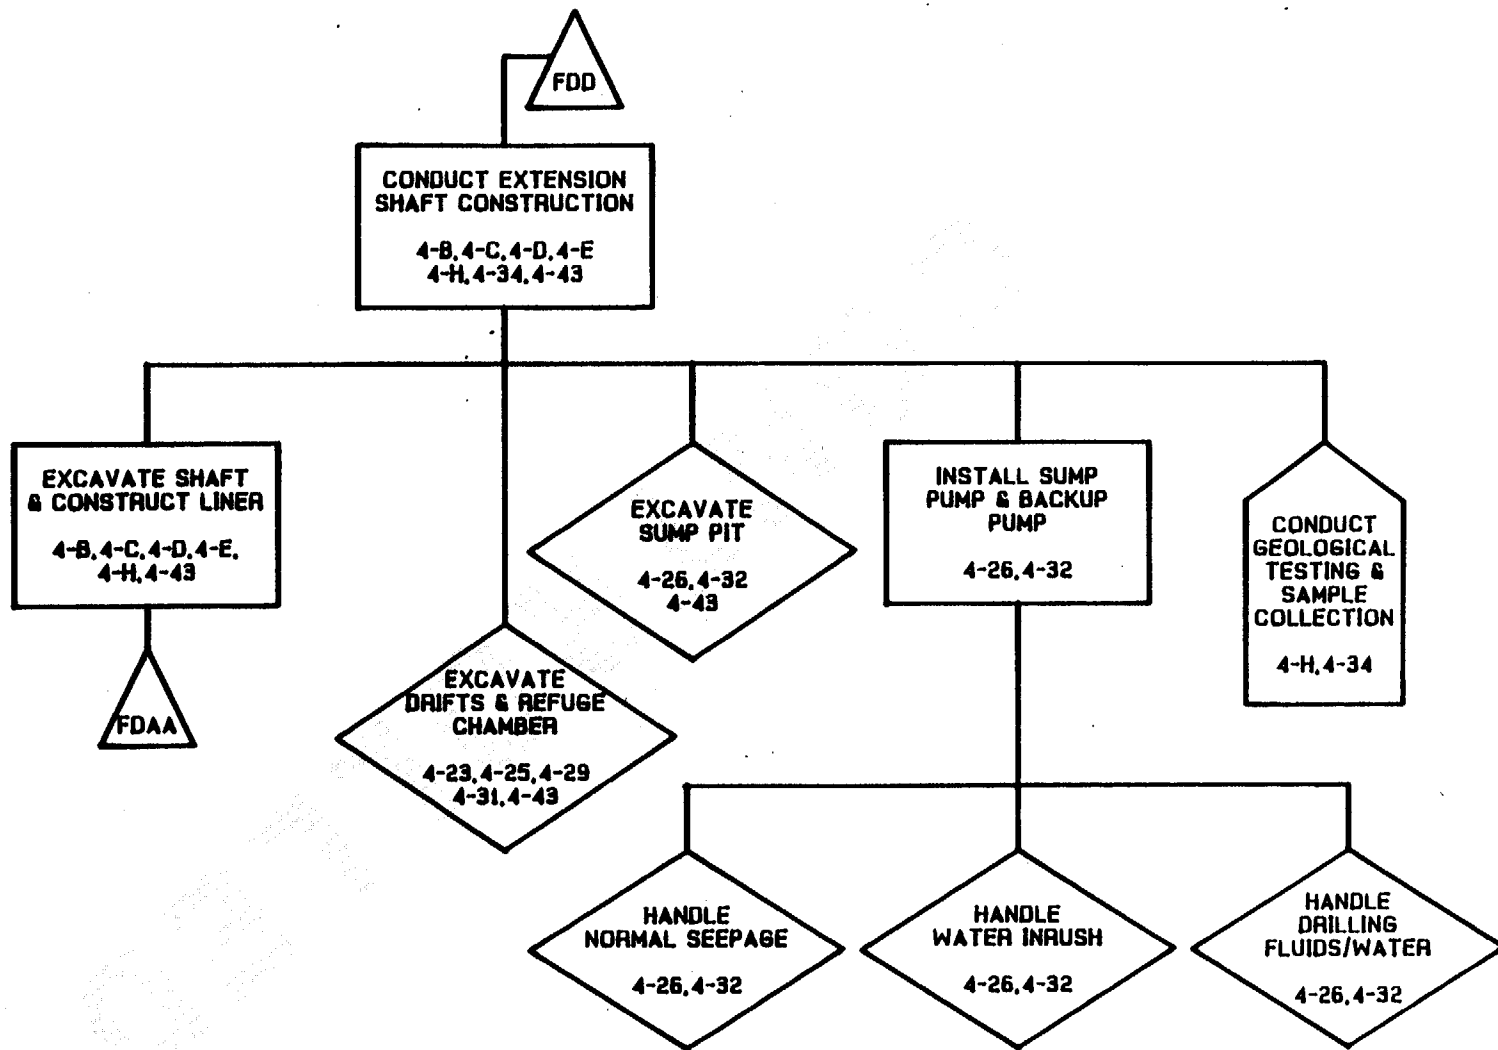 FDD
CONDUCT EXTENSION
SHAFT CONSTRUCTION
4-B,4-C,4-D,4-E
4-H,4-34,4-43
EXCAVATE SHAFT
& CONSTRUCT LINER
4-B,4-C,4-D,4-E,
4-H,4-43
FDAA
EXCAVATE
DRIFTS & REFUGE
CHAMBER
4-23,4-25,4-29
4-31,4-43
EXCAVATE
SUMP PIT
4-26,4-32
4-43
INSTALL SUMP
PUMP & BACKUP
PUMP
4-26,4-32
CONDUCT
GEOLOGICAL
TESTING &
SAMPLE
COLLECTION
4-H,4-34
HANDLE
NORMAL SEEPAGE
4-26,4-32
HANDLE
WATER INRUSH
4-26,4-32
HANDLE
DRILLING
FLUIDS/WATER
4-26,4-32